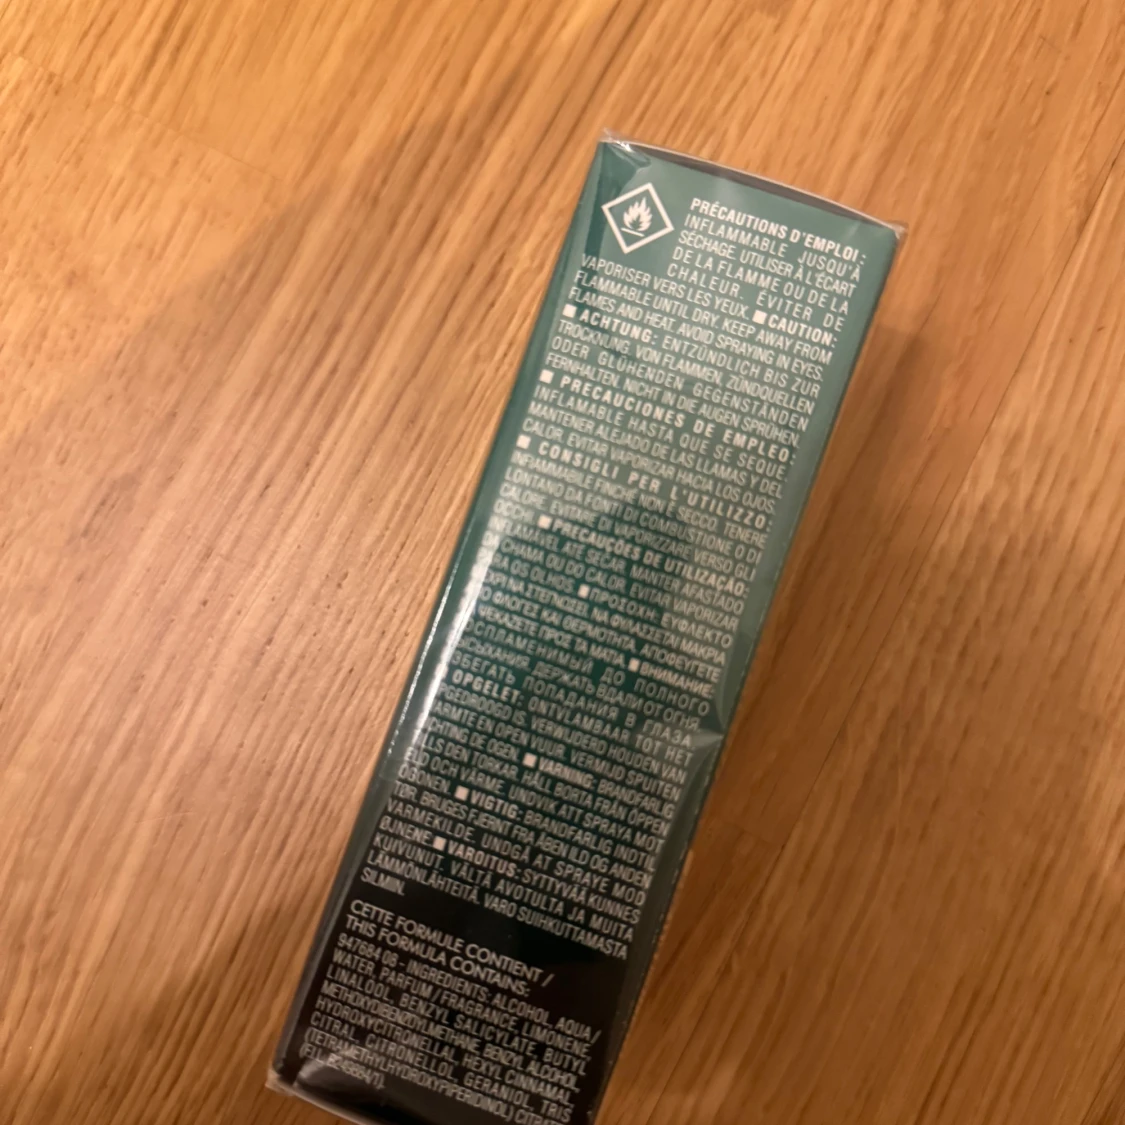 PRÉCAUTIONS D'EMPLOI :
INFLAMMABLE JUSQU'À
SÉCHAGE. UTILISER À L'ÉCART
DE LA FLAMME OU DE LA
CHALEUR. ÉVITER DE
VAPORISER VERS LES YEUX. ■ CAUTION:
FLAMMABLE UNTIL DRY. KEEP AWAY FROM
FLAMES AND HEAT. AVOID SPRAYING IN EYES.
■ ACHTUNG: ENTZÜNDLICH BIS ZUR
TROCKNUNG. VON FLAMMEN, ZÜNDQUELLEN
ODER GLÜHENDEN GEGENSTÄNDEN
FERNHALTEN. NICHT IN DIE AUGEN SPRÜHEN.
■ PRECAUCIONES DE EMPLEO:
INFLAMABLE HASTA QUE SE SEQUE.
MANTENER ALEJADO DE LAS LLAMAS Y DEL
CALOR. EVITAR VAPORIZAR HACIA LOS OJOS.
■ CONSIGLI PER L'UTILIZZO:
INFIAMMABILE FINCHÉ NON È SECCO. TENERE
LONTANO DA FONTI DI COMBUSTIONE O DI
CALORE. EVITARE DI VAPORIZZARE VERSO GLI
OCCHI. ■ PRECAUÇÕES DE UTILIZAÇÃO:
INFLAMÁVEL ATÉ SECAR. MANTER AFASTADO
CHAMA OU DO CALOR. EVITAR VAPORIZAR
OS OLHOS. ■ ΠΡΟΣΟΧΗ: ΕΥΦΛΕΚΤΟ
ΝΑ ΣΤΕΓΝΩΣΕΙ. ΝΑ ΦΥΛΑΣΣΕΤΑΙ ΜΑΚΡΙΑ
ΦΛΟΓΕΣ ΚΑΙ ΘΕΡΜΟΤΗΤΑ. ΑΠΟΦΕΥΓΕΤΕ
ΨΕΚΑΖΕΤΕ ΠΡΟΣ ΤΑ ΜΑΤΙΑ. ■ ВНИМАНИЕ:
ВОСПЛАМЕНИМЫЙ ДО ПОЛНОГО
ВЫСЫХАНИЯ. ДЕРЖАТЬ ВДАЛИ ОТ ОГНЯ.
ИЗБЕГАТЬ ПОПАДАНИЯ В ГЛАЗА.
■ OPGELET: ONTVLAMBAAR TOT HET
OPGEDROOGD IS. VERWIJDERD HOUDEN VAN
WARMTE EN OPEN VUUR. VERMIJD SPUITEN
RICHTING DE OGEN. ■ VARNING: BRANDFARLIG
TILLS DEN TORKAR. HÅLL BORTA FRÅN ÖPPEN
ELD OCH VÄRME. UNDVIK ATT SPRAYA MOT
ÖGONEN. ■ VIGTIG: BRANDFARLIG INDTIL
TØR. BRUGES FJERNT FRA ÅBEN ILD OG ANDEN
VARMEKILDE. UNDGÅ AT SPRAYE MOD
ØJNENE. ■ VAROITUS: SYTTYVÄÄ KUNNES
KUIVUNUT. VÄLTÄ AVOTULTA JA MUITA
LÄMMÖNLÄHTEITÄ. VARO SUIHKUTTAMASTA
SILMIIN.
CETTE FORMULE CONTIENT /
THIS FORMULA CONTAINS:
947684 08 - INGREDIENTS: ALCOHOL, AQUA /
WATER, PARFUM / FRAGRANCE, LIMONENE,
LINALOOL, BENZYL SALICYLATE, BUTYL
METHOXYDIBENZOYLMETHANE, BENZYL ALCOHOL,
HYDROXYCITRONELLAL, HEXYL CINNAMAL,
CITRAL, CITRONELLOL, GERANIOL, TRIS
(TETRAMETHYLHYDROXYPIPERIDINOL) CITRATE